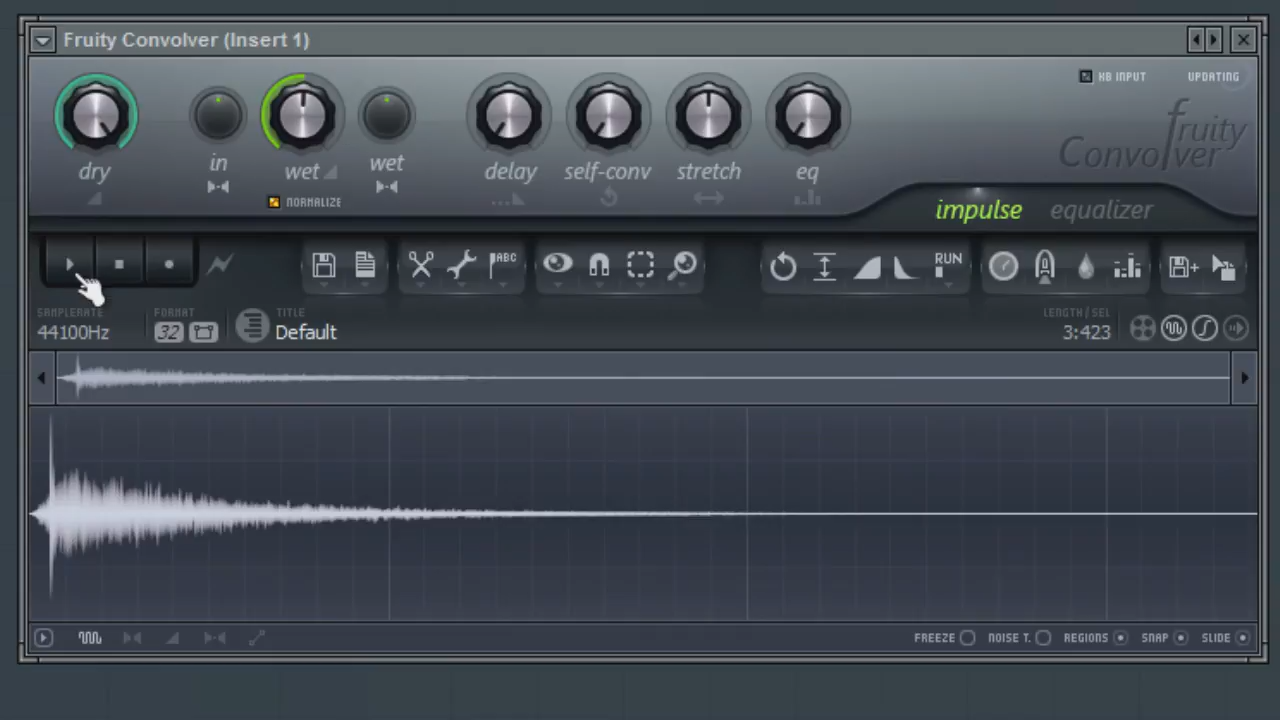 Fruity Convolver (Insert 1)
KB INPUT
UPDATING
fruity
Convolver
dry
in
wet
wet
delay
self-conv
stretch
eq
NORMALIZE
impulse
equalizer
ABC
RUN
SAMPLERATE
44100Hz
FORMAT
32
TITLE
Default
LENGTH / SEL
3:423
FREEZE
NOISE T.
REGIONS
SNAP
SLIDE